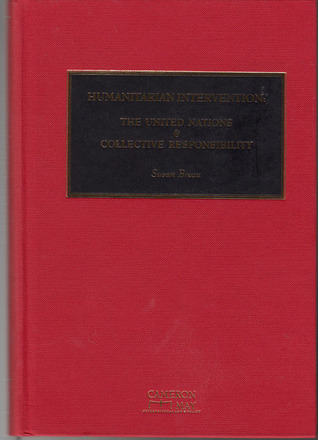 HUMANITARIAN INTERVENTION:
THE UNITED NATIONS
&
COLLECTIVE RESPONSIBILITY
Susan Breau
CAMERON
MAY